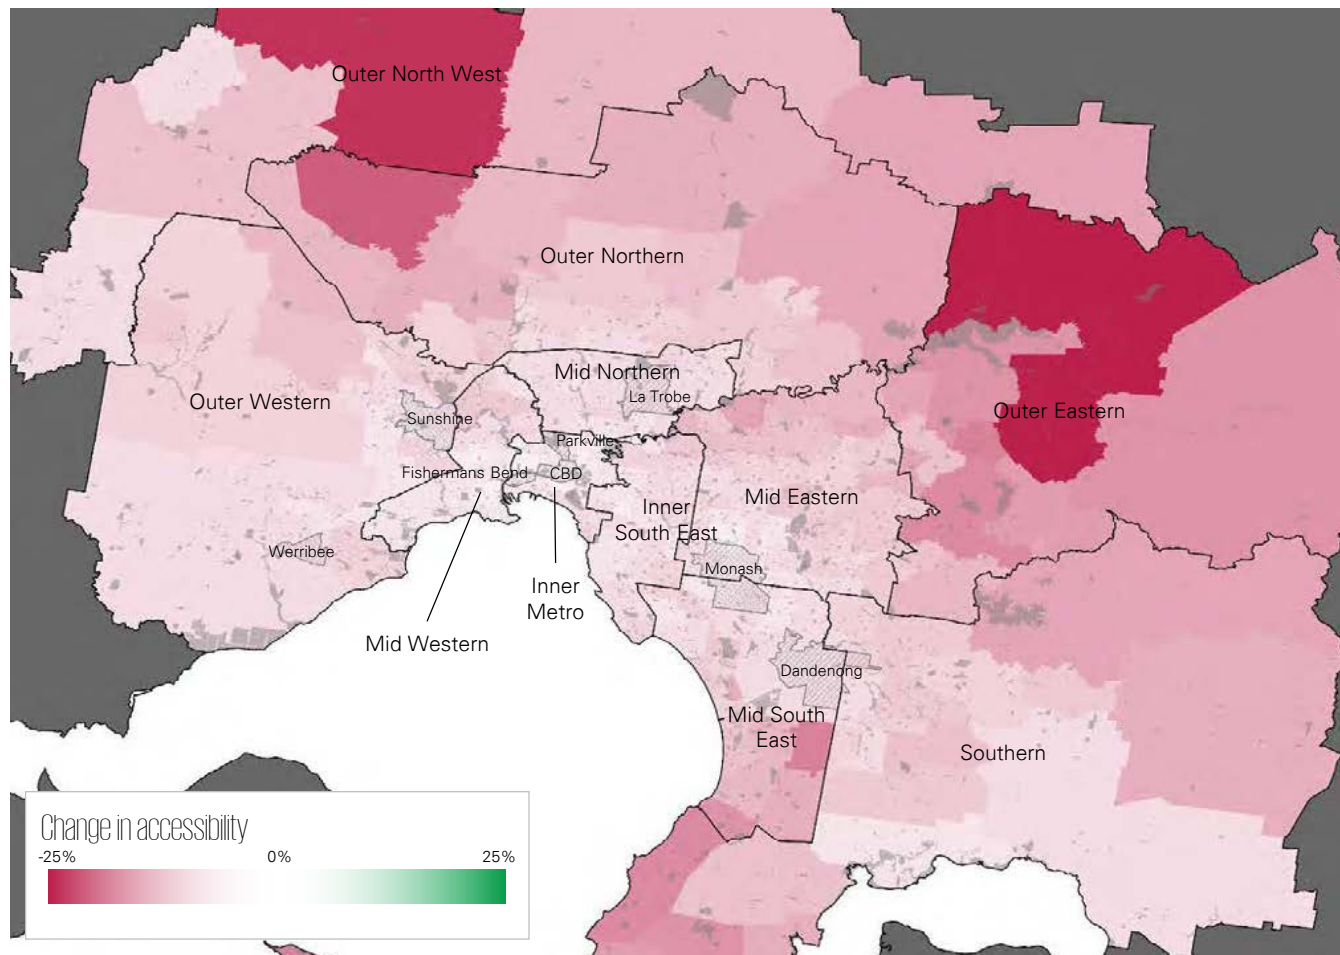 Outer North West
Outer Northern
Mid Northern
La Trobe
Outer Western
Sunshine
Outer Eastern
Parkville
Fishermans Bend
CBD
Mid Eastern
Inner
South East
Werribee
Monash
Inner
Metro
Mid Western
Dandenong
Mid South
East
Southern
Change in accessibility
-25%
0%
25%